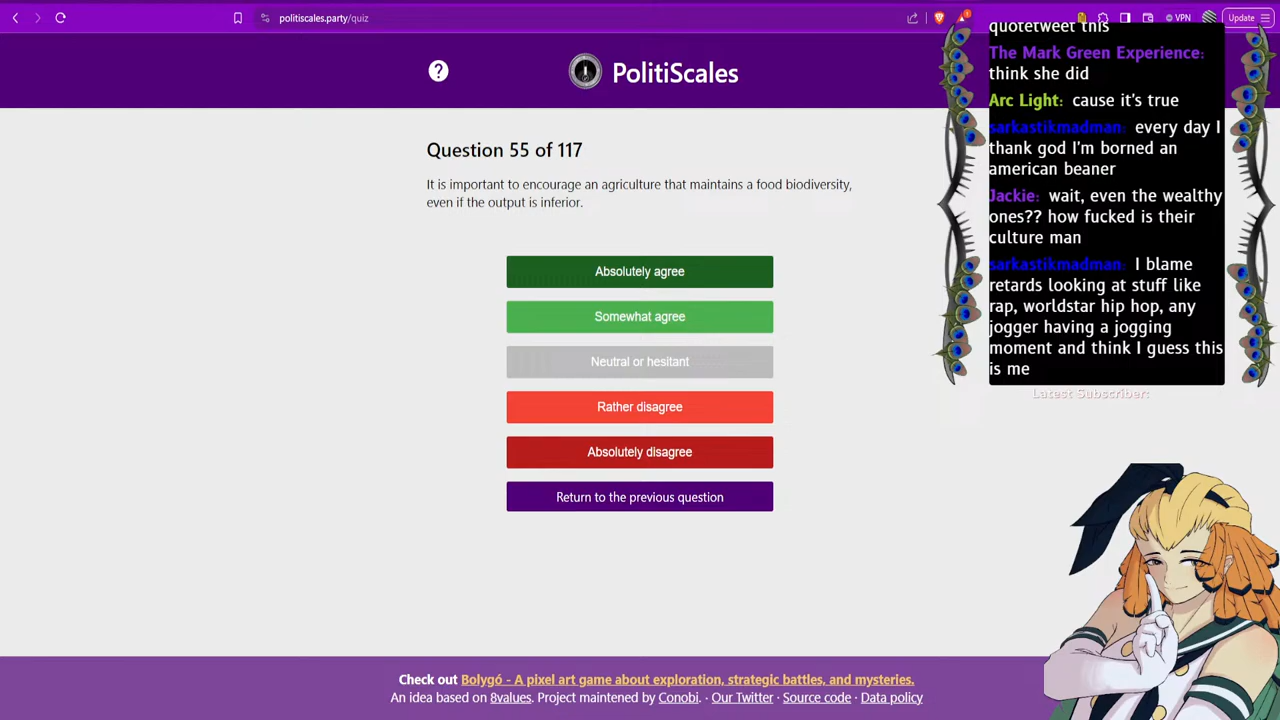 politiscales.party/quiz
VPN
Update
PolitiScales
Question 55 of 117
It is important to encourage an agriculture that maintains a food biodiversity,
even if the output is inferior.
Absolutely agree
Somewhat agree
Neutral or hesitant
Rather disagree
Absolutely disagree
Return to the previous question
quotetweet this
The Mark Green Experience:
think she did
Arc Light: cause it's true
sarkastikmadman: every day I
thank god I'm borned an
american beaner
Jackie: wait, even the wealthy
ones?? how fucked is their
culture man
sarkastikmadman: I blame
retards looking at stuff like
rap, worldstar hip hop, any
jogger having a jogging
moment and think I guess this
is me
Latest Subscriber:
Check out Bolygó - A pixel art game about exploration, strategic battles, and mysteries.
An idea based on 8values. Project maintened by Conobi. · Our Twitter · Source code · Data policy